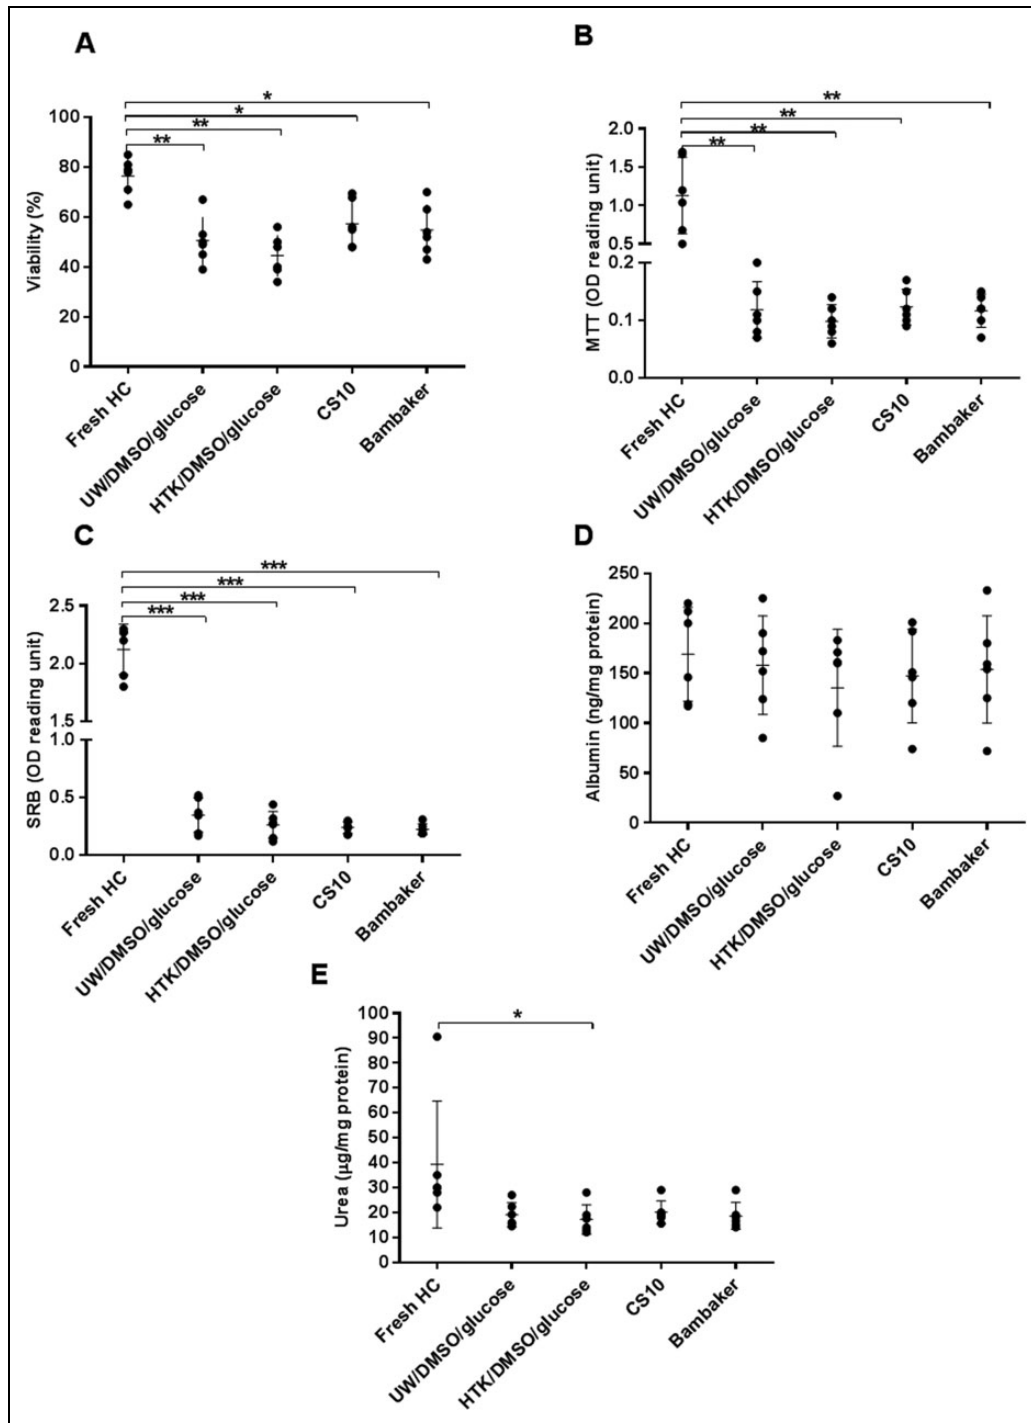 A
B
*
*
**
**
100
80
60
40
20
0
Viability (%)
Fresh HC
UW/DMSO/glucose
HTK/DMSO/glucose
CS10
Bambaker
**
**
**
**
2.0
1.5
1.0
0.5
0.2
0.1
0.0
MTT (OD reading unit)
Fresh HC
UW/DMSO/glucose
HTK/DMSO/glucose
CS10
Bambaker
C
D
***
***
***
***
2.5
2.0
1.5
1.0
0.5
0.0
SRB (OD reading unit)
Fresh HC
UW/DMSO/glucose
HTK/DMSO/glucose
CS10
Bambaker
250
200
150
100
50
0
Albumin (ng/mg protein)
Fresh HC
UW/DMSO/glucose
HTK/DMSO/glucose
CS10
Bambaker
E
*
100
90
80
70
60
50
40
30
20
10
0
Urea (µg/mg protein)
Fresh HC
UW/DMSO/glucose
HTK/DMSO/glucose
CS10
Bambaker